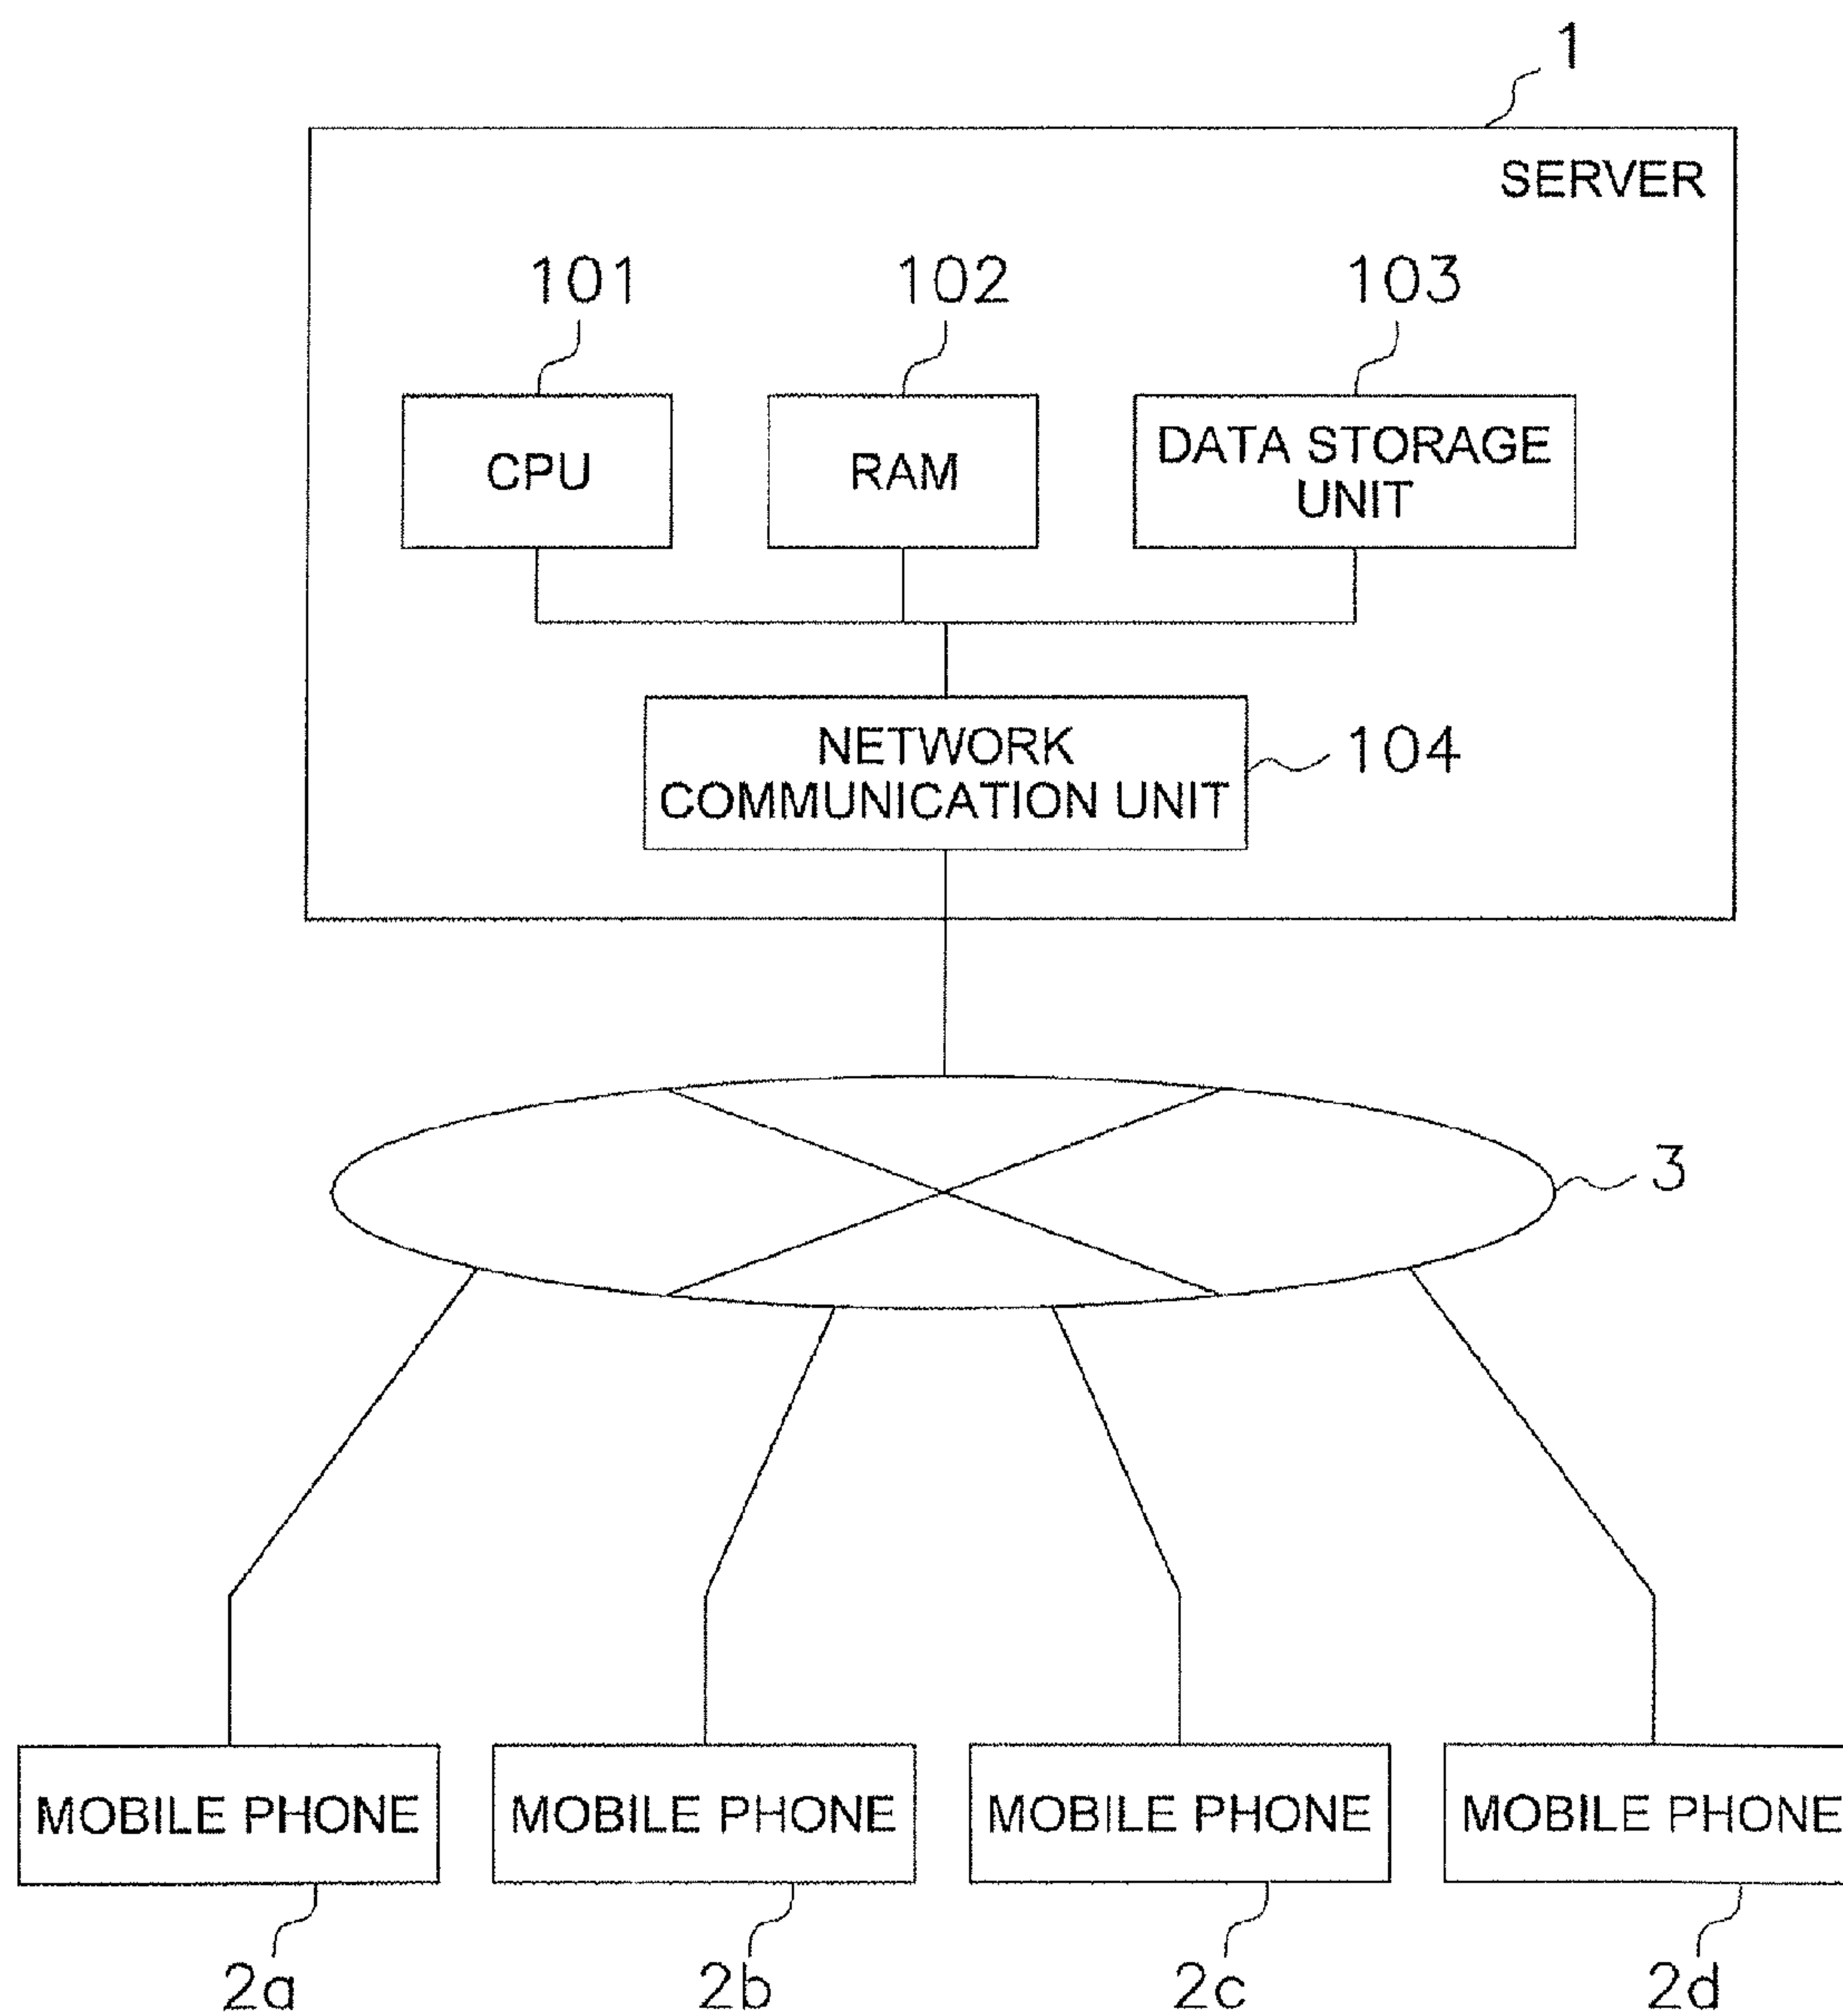 1
SERVER
101
102
103
CPU
RAM
DATA STORAGE
UNIT
NETWORK
COMMUNICATION UNIT
104
3
MOBILE PHONE
MOBILE PHONE
MOBILE PHONE
MOBILE PHONE
2a
2b
2c
2d